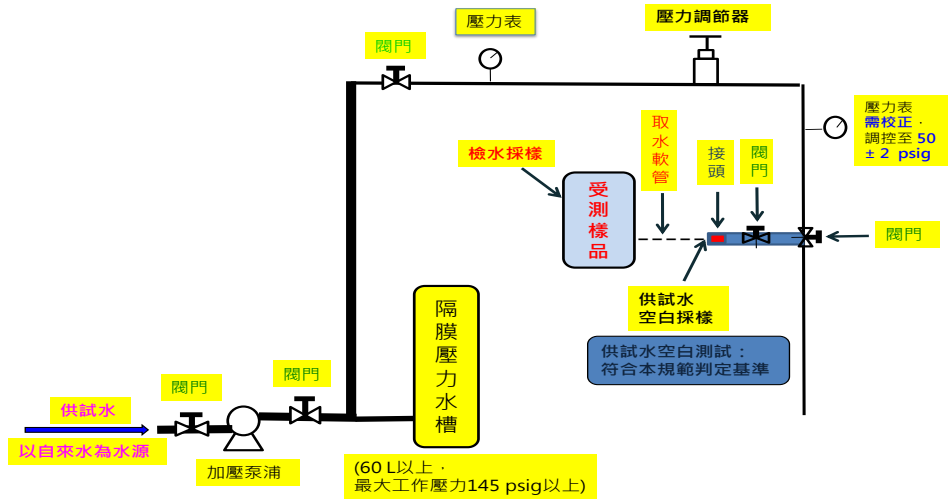 壓力表
壓力調節器
閥門
壓力表
需校正，
調控至 50
± 2 psig
取
水
軟
管
接
頭
閥
門
檢水採樣
受
測
樣
品
閥門
供試水
空白採樣
供試水空白測試：
符合本規範判定基準
隔
膜
壓
力
水
槽
閥門
閥門
供試水
以自來水為水源
加壓泵浦
(60 L以上，
最大工作壓力145 psig以上)